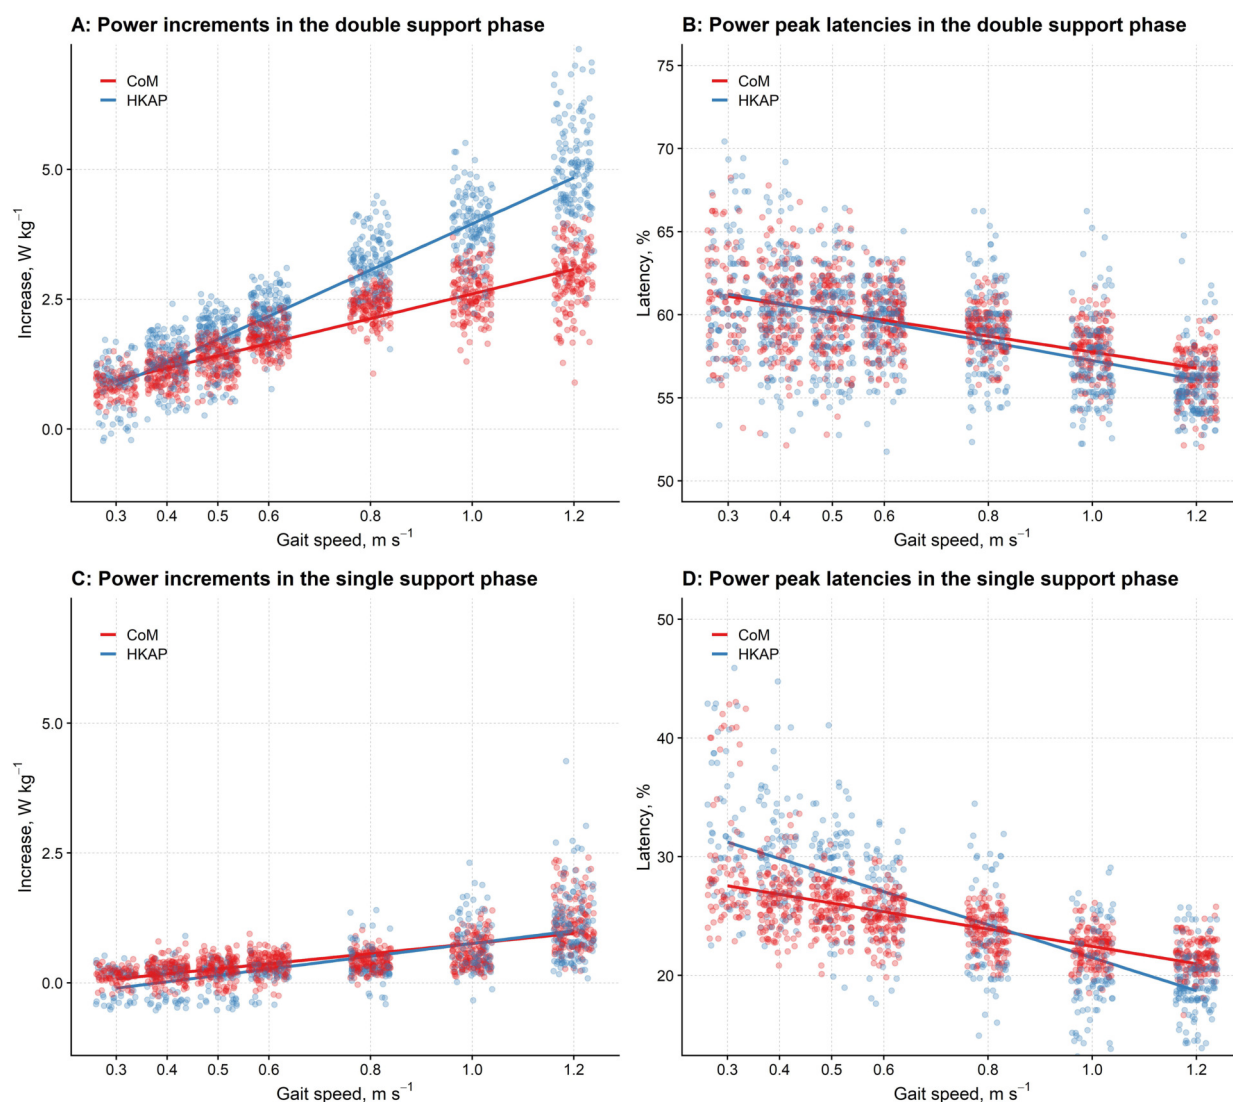 A: Power increments in the double support phase
CoM
HKAP
5.0
2.5
0.0
Increase, W kg⁻¹
0.3 0.4 0.5 0.6 0.8 1.0 1.2
Gait speed, m s⁻¹
B: Power peak latencies in the double support phase
CoM
HKAP
75
70
65
60
55
50
Latency, %
0.3 0.4 0.5 0.6 0.8 1.0 1.2
Gait speed, m s⁻¹
C: Power increments in the single support phase
CoM
HKAP
5.0
2.5
0.0
Increase, W kg⁻¹
0.3 0.4 0.5 0.6 0.8 1.0 1.2
Gait speed, m s⁻¹
D: Power peak latencies in the single support phase
CoM
HKAP
50
40
30
20
Latency, %
0.3 0.4 0.5 0.6 0.8 1.0 1.2
Gait speed, m s⁻¹